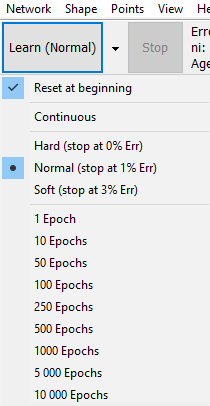 Network Shape Points View He
Learn (Normal) Stop Erro
ni:
Age
Reset at beginning
Continuous
Hard (stop at 0% Err)
Normal (stop at 1% Err)
Soft (stop at 3% Err)
1 Epoch
10 Epochs
50 Epochs
100 Epochs
250 Epochs
500 Epochs
1000 Epochs
5 000 Epochs
10 000 Epochs